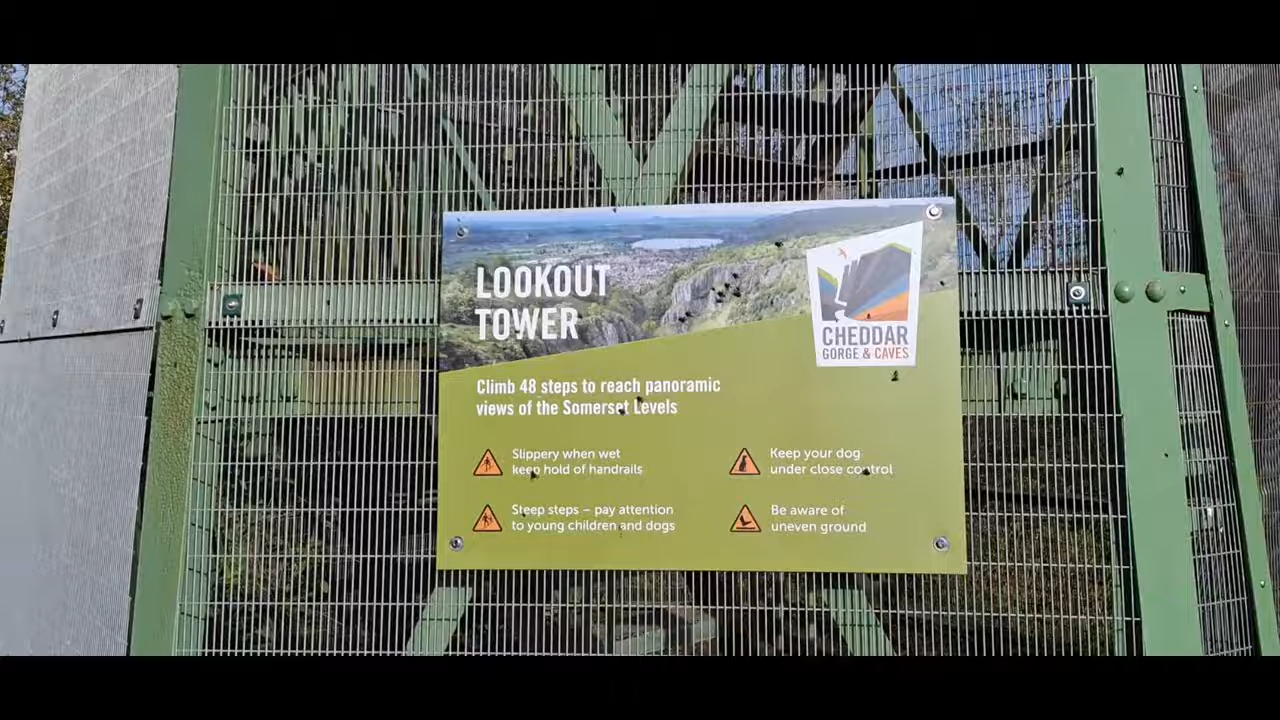 LOOKOUT
TOWER
CHEDDAR
GORGE & CAVES
Climb 48 steps to reach panoramic
views of the Somerset Levels
Slippery when wet
keep hold of handrails
Keep your dog
under close control
Steep steps – pay attention
to young children and dogs
Be aware of
uneven ground